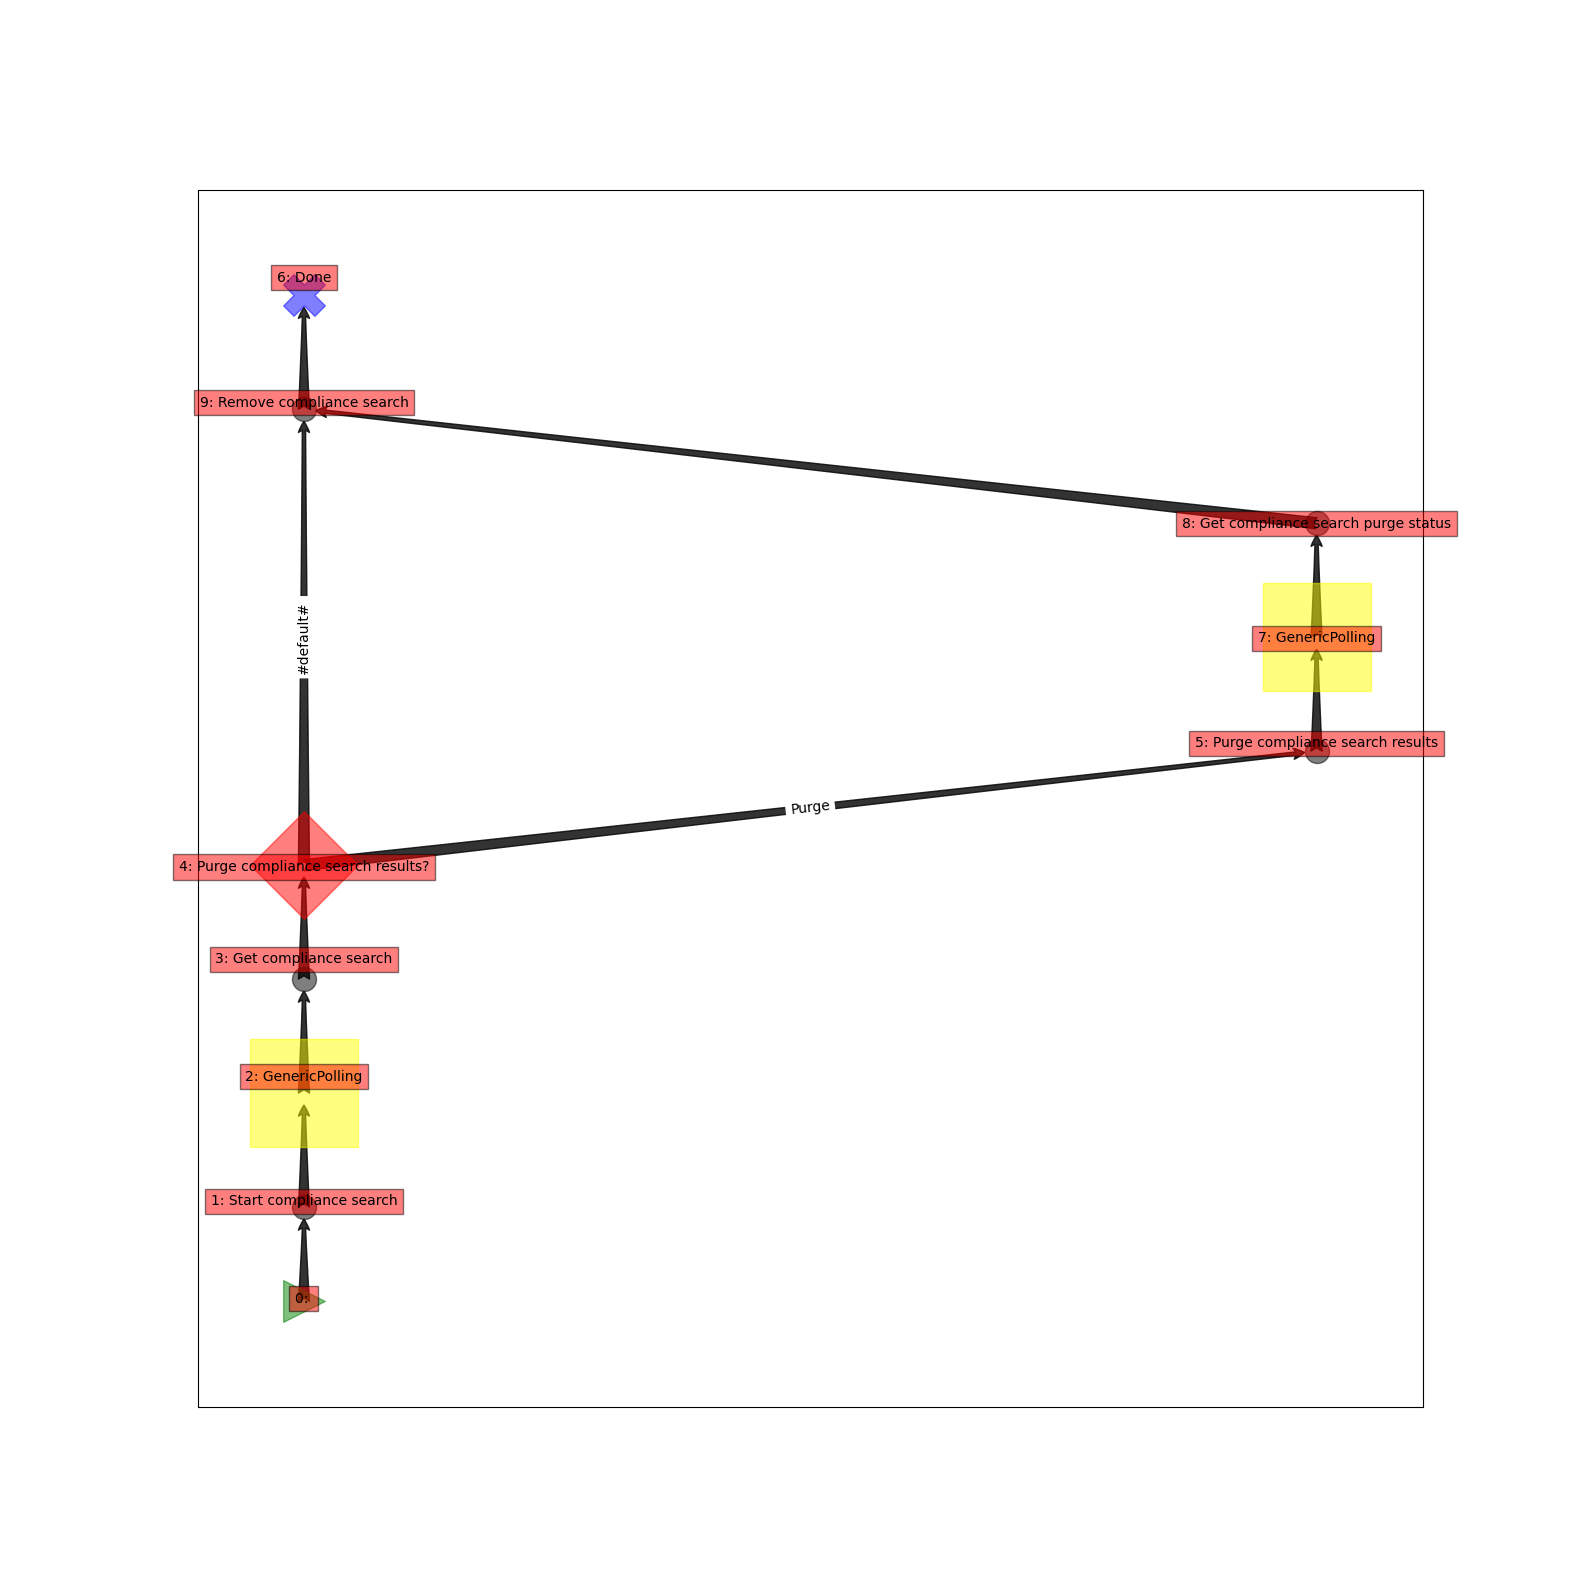 6: Done
9: Remove compliance search
8: Get compliance search purge status
#default#
7: GenericPolling
5: Purge compliance search results
Purge
4: Purge compliance search results?
3: Get compliance search
2: GenericPolling
1: Start compliance search
0: